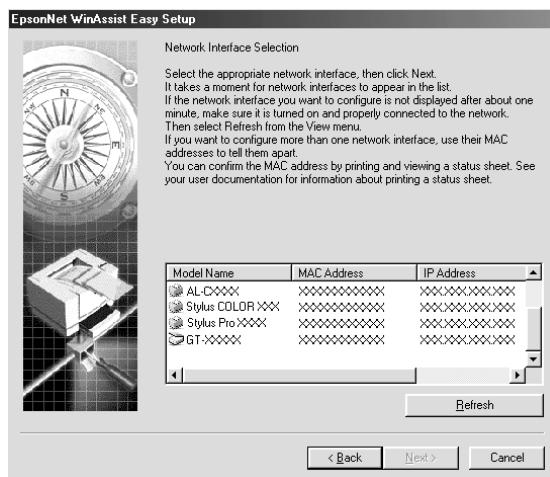 EpsonNet WinAssist Easy Setup
Network Interface Selection
Select the appropriate network interface, then click Next.
It takes a moment for network interfaces to appear in the list.
If the network interface you want to configure is not displayed after about one
minute, make sure it is turned on and properly connected to the network.
Then select Refresh from the View menu.
If you want to configure more than one network interface, use their MAC
addresses to tell them apart.
You can confirm the MAC address by printing and viewing a status sheet. See
your user documentation for information about printing a status sheet.
Model Name MAC Address IP Address
AL-CXXXX XXXXXXXXXXXX XXX.XXX.XXX.XXX
Stylus COLOR XXX XXXXXXXXXXXX XXX.XXX.XXX.XXX
Stylus Pro XXXX XXXXXXXXXXXX XXX.XXX.XXX.XXX
GT-XXXXX XXXXXXXXXXXX XXX.XXX.XXX.XXX
Refresh
< Back Next > Cancel
N
NE
E
S
NW